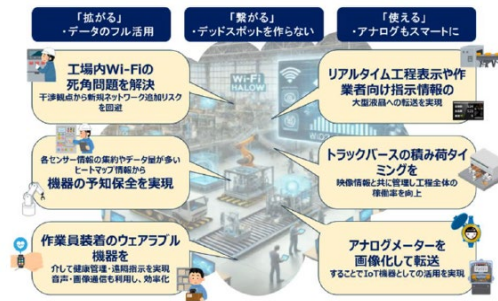 「拡がる」
・データのフル活用
「繋がる」
・デッドスポットを作らない
「使える」
・アナログもスマートに
工場内Wi-Fiの
死角問題を解決
干渉観点から新規ネットワーク追加リスク
を回避
各センサー情報の集約やデータ量が多い
ヒートマップ情報から
機器の予知保全を実現
作業員装着のウェアラブル
機器を
介して健康管理・遠隔指示を実現
音声・画像通信も利用し、効率化
Wi-Fi
HALOW
リアルタイム工程表示や作
業者向け指示情報の
大型液晶への転送を実現
トラックバースの積み荷タイ
ミングを
映像情報と共に管理し工程全体の
稼働率を向上
アナログメーターを
画像化して転送
することでIoT機器としての活用を実現